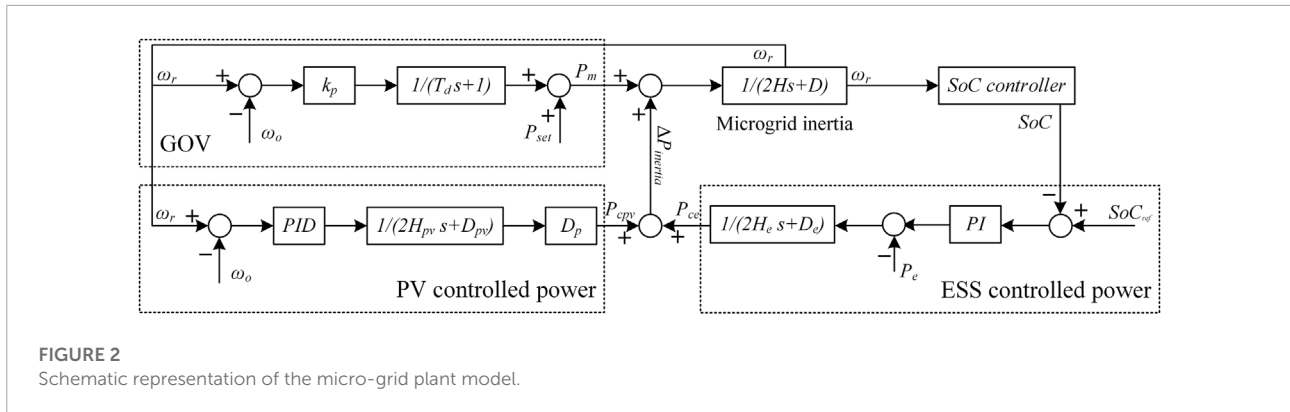 ω_r
ω_r + − k_p 1/(T_d s+1) + + P_m + + 1/(2Hs+D) ω_r SoC controller
ω_o P_set Microgrid inertia SoC
GOV ΔP_inertia
ω_r + − PID 1/(2H_pv s+D_pv) D_p P_cpv + + P_ce 1/(2H_e s+D_e) − PI − + SoC_ref
ω_o P_e
PV controlled power ESS controlled power
FIGURE 2
Schematic representation of the micro-grid plant model.